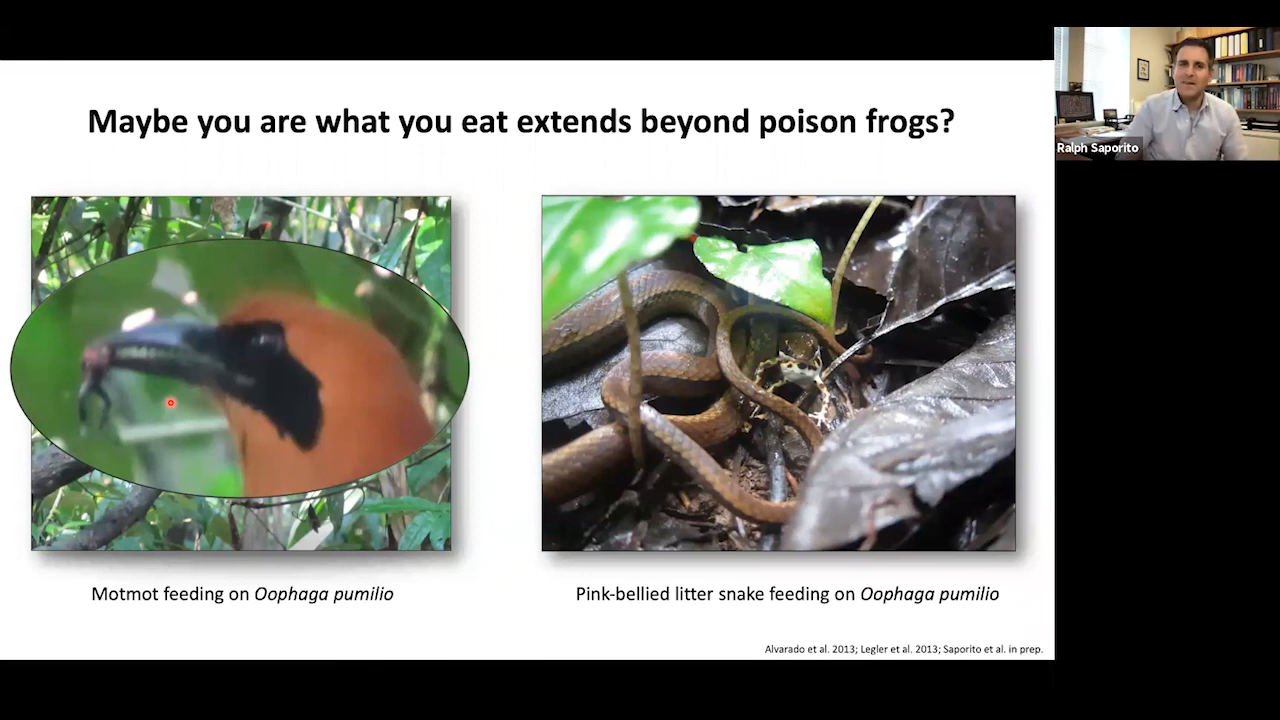 Maybe you are what you eat extends beyond poison frogs?
Ralph Saporito
Motmot feeding on Oophaga pumilio
Pink-bellied litter snake feeding on Oophaga pumilio
Alvarado et al. 2013; Legler et al. 2013; Saporito et al. in prep.